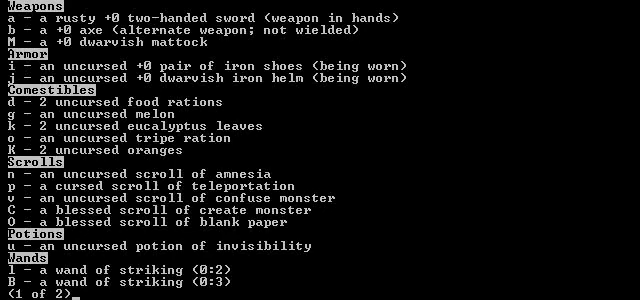 Weapons
a - a rusty +0 two-handed sword (weapon in hands)
b - a +0 axe (alternate weapon; not wielded)
M - a +0 dwarvish mattock
Armor
i - an uncursed +0 pair of iron shoes (being worn)
j - an uncursed +0 dwarvish iron helm (being worn)
Comestibles
d - 2 uncursed food rations
g - an uncursed melon
k - 2 uncursed eucalyptus leaves
o - an uncursed tripe ration
K - 2 uncursed oranges
Scrolls
n - an uncursed scroll of amnesia
p - a cursed scroll of teleportation
v - an uncursed scroll of confuse monster
C - a blessed scroll of create monster
O - a blessed scroll of blank paper
Potions
u - an uncursed potion of invisibility
Wands
l - a wand of striking (0:2)
B - a wand of striking (0:3)
(1 of 2)